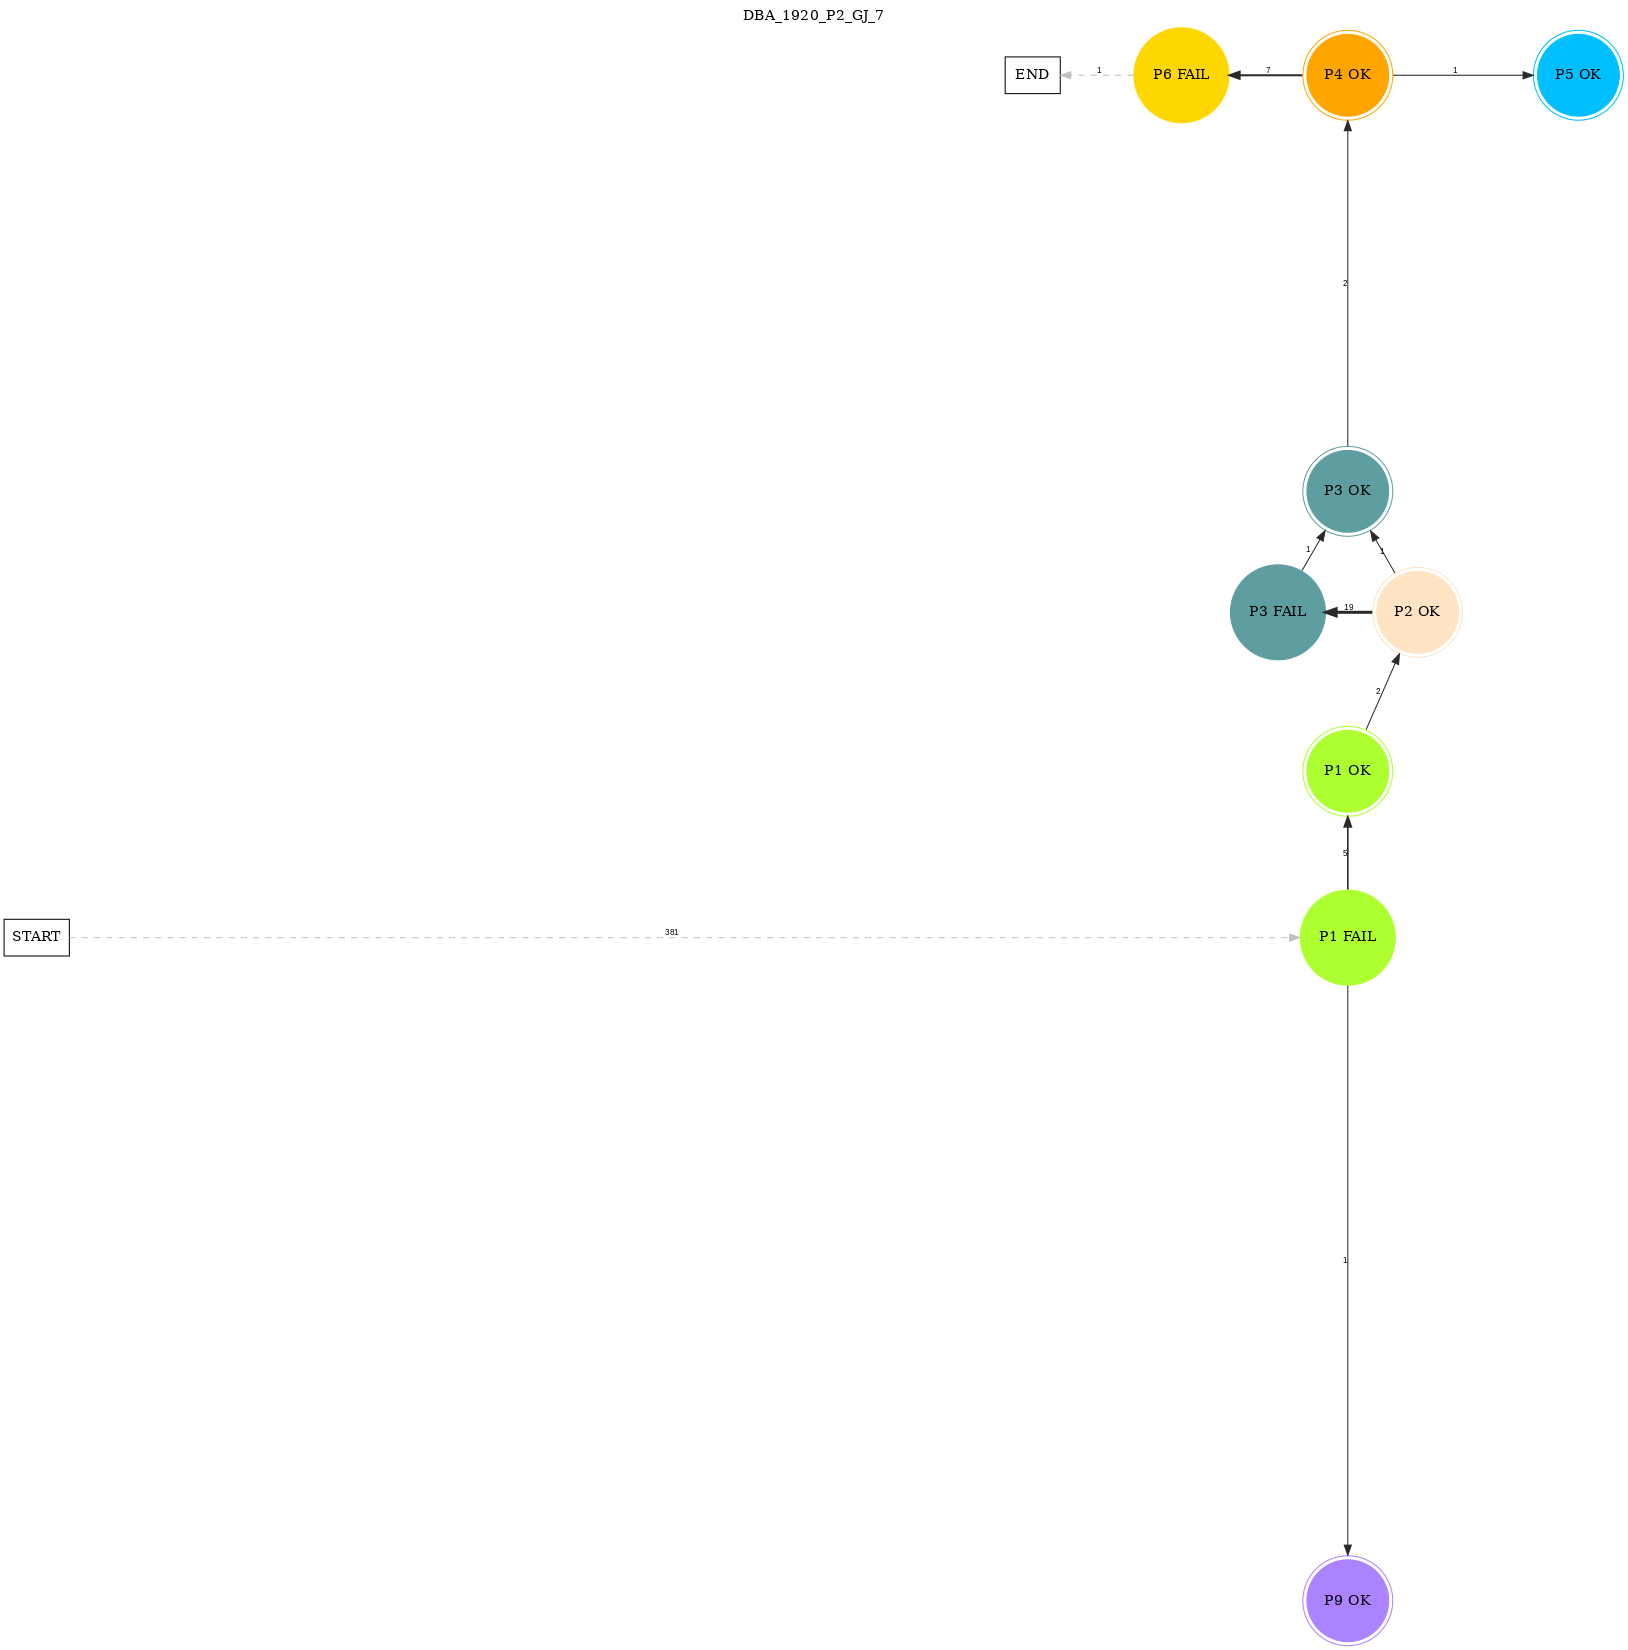 DBA_1920_P2_GJ_7
END
1
P6 FAIL
7
P4 OK
1
P5 OK
2
P3 OK
1
1
P3 FAIL
19
P2 OK
2
P1 OK
5
START
381
P1 FAIL
1
P9 OK